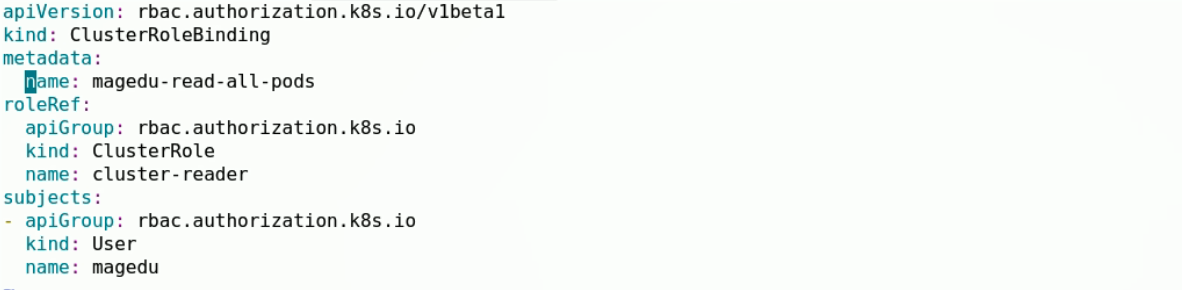 apiVersion: rbac.authorization.k8s.io/v1beta1
kind: ClusterRoleBinding
metadata:
  name: magedu-read-all-pods
roleRef:
  apiGroup: rbac.authorization.k8s.io
  kind: ClusterRole
  name: cluster-reader
subjects:
- apiGroup: rbac.authorization.k8s.io
  kind: User
  name: magedu